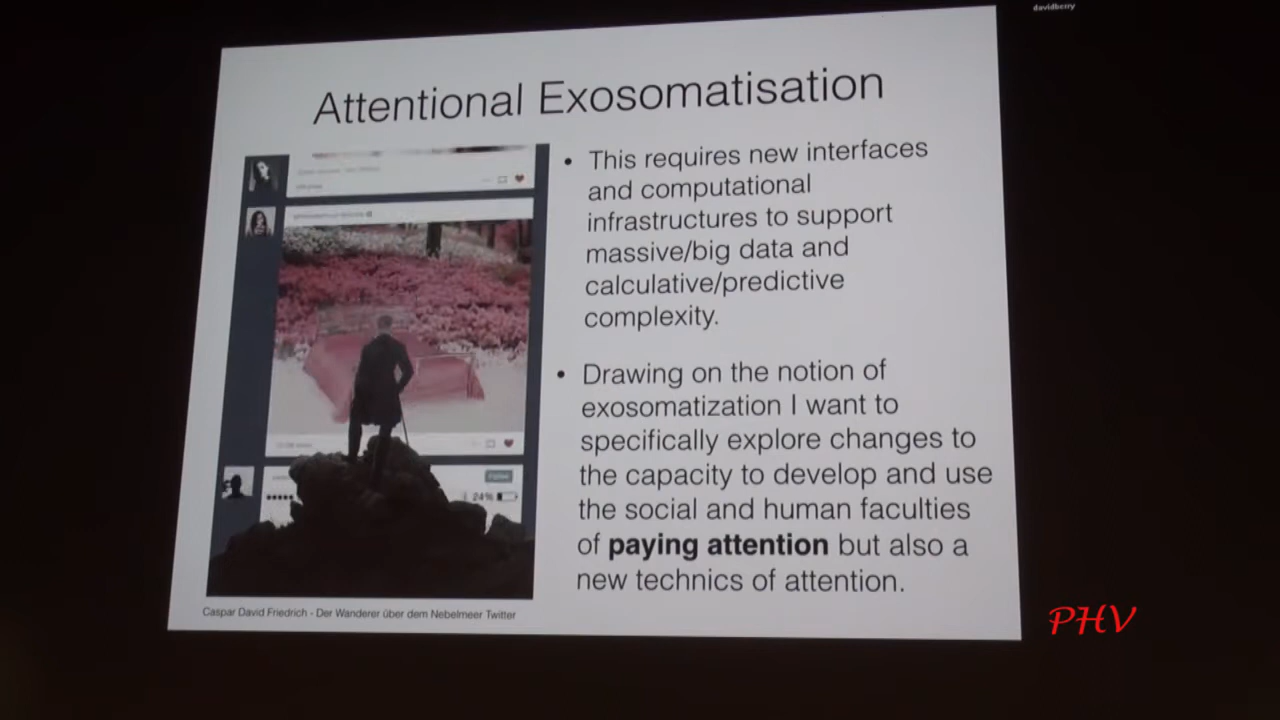 davidberry
Attentional Exosomatisation
• This requires new interfaces
and computational
infrastructures to support
massive/big data and
calculative/predictive
complexity.
• Drawing on the notion of
exosomatization I want to
specifically explore changes to
the capacity to develop and use
the social and human faculties
of paying attention but also a
new technics of attention.
24%
Caspar David Friedrich - Der Wanderer über dem Nebelmeer Twitter
PHV